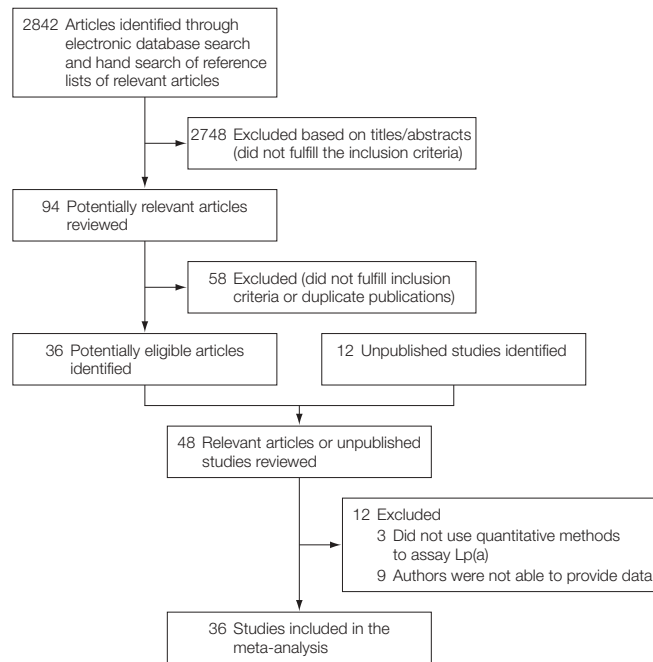 2842 Articles identified through
electronic database search
and hand search of reference
lists of relevant articles
2748 Excluded based on titles/abstracts
(did not fulfill the inclusion criteria)
94 Potentially relevant articles
reviewed
58 Excluded (did not fulfill inclusion
criteria or duplicate publications)
36 Potentially eligible articles
identified
12 Unpublished studies identified
48 Relevant articles or unpublished
studies reviewed
12 Excluded
3 Did not use quantitative methods
to assay Lp(a)
9 Authors were not able to provide data
36 Studies included in the
meta-analysis